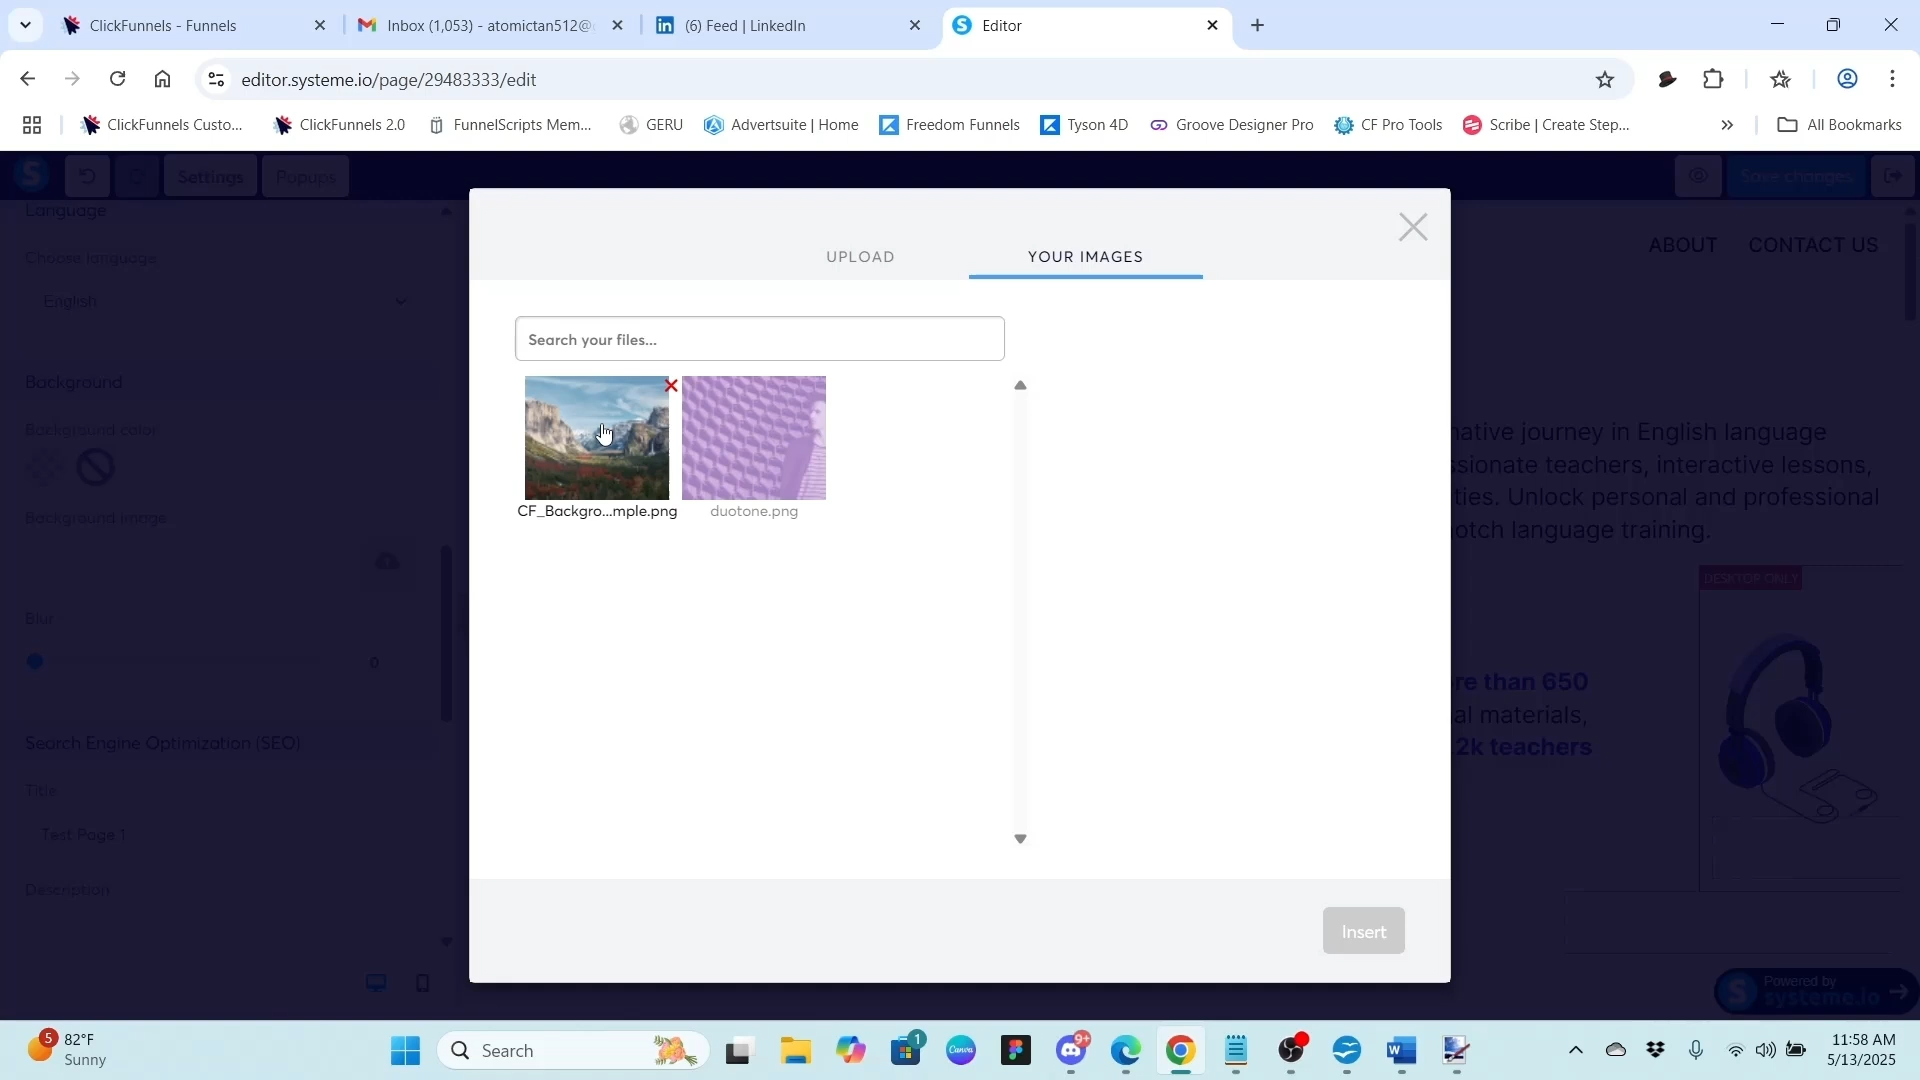 ClickFunnels - Funnels
Inbox (1,053) - atomictan512@
(6) Feed | LinkedIn
Editor
editor.systeme.io/page/29483333/edit
ClickFunnels Custo...
ClickFunnels 2.0
FunnelScripts Mem...
GERU
Advertsuite | Home
Freedom Funnels
Tyson 4D
Groove Designer Pro
CF Pro Tools
Scribe | Create Step...
All Bookmarks
Settings
Popups
Save changes
Language
Choose language
English
Background
Background color
Background image
Blur
0
Search Engine Optimization (SEO)
Title
Test Page 1
Description
UPLOAD
YOUR IMAGES
Search your files...
CF_Backgro...mple.png
duotone.png
Insert
ABOUT
CONTACT US
native journey in English language
ssionate teachers, interactive lessons,
ties. Unlock personal and professional
otch language training.
DESKTOP ONLY
re than 650
al materials,
2k teachers
Powered by
systeme.io
5
82°F
Sunny
Search
1
Canva
9+
11:58 AM
5/13/2025